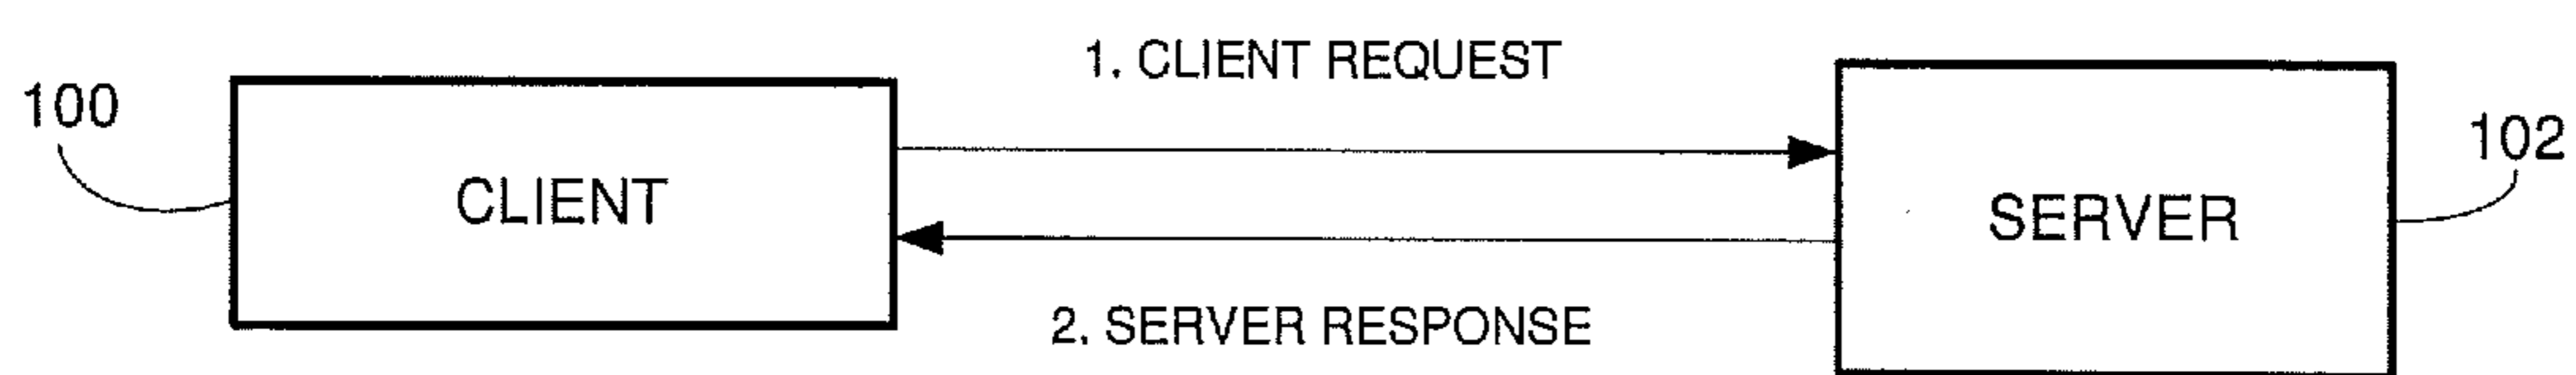 1. CLIENT REQUEST
100
102
CLIENT
SERVER
2. SERVER RESPONSE